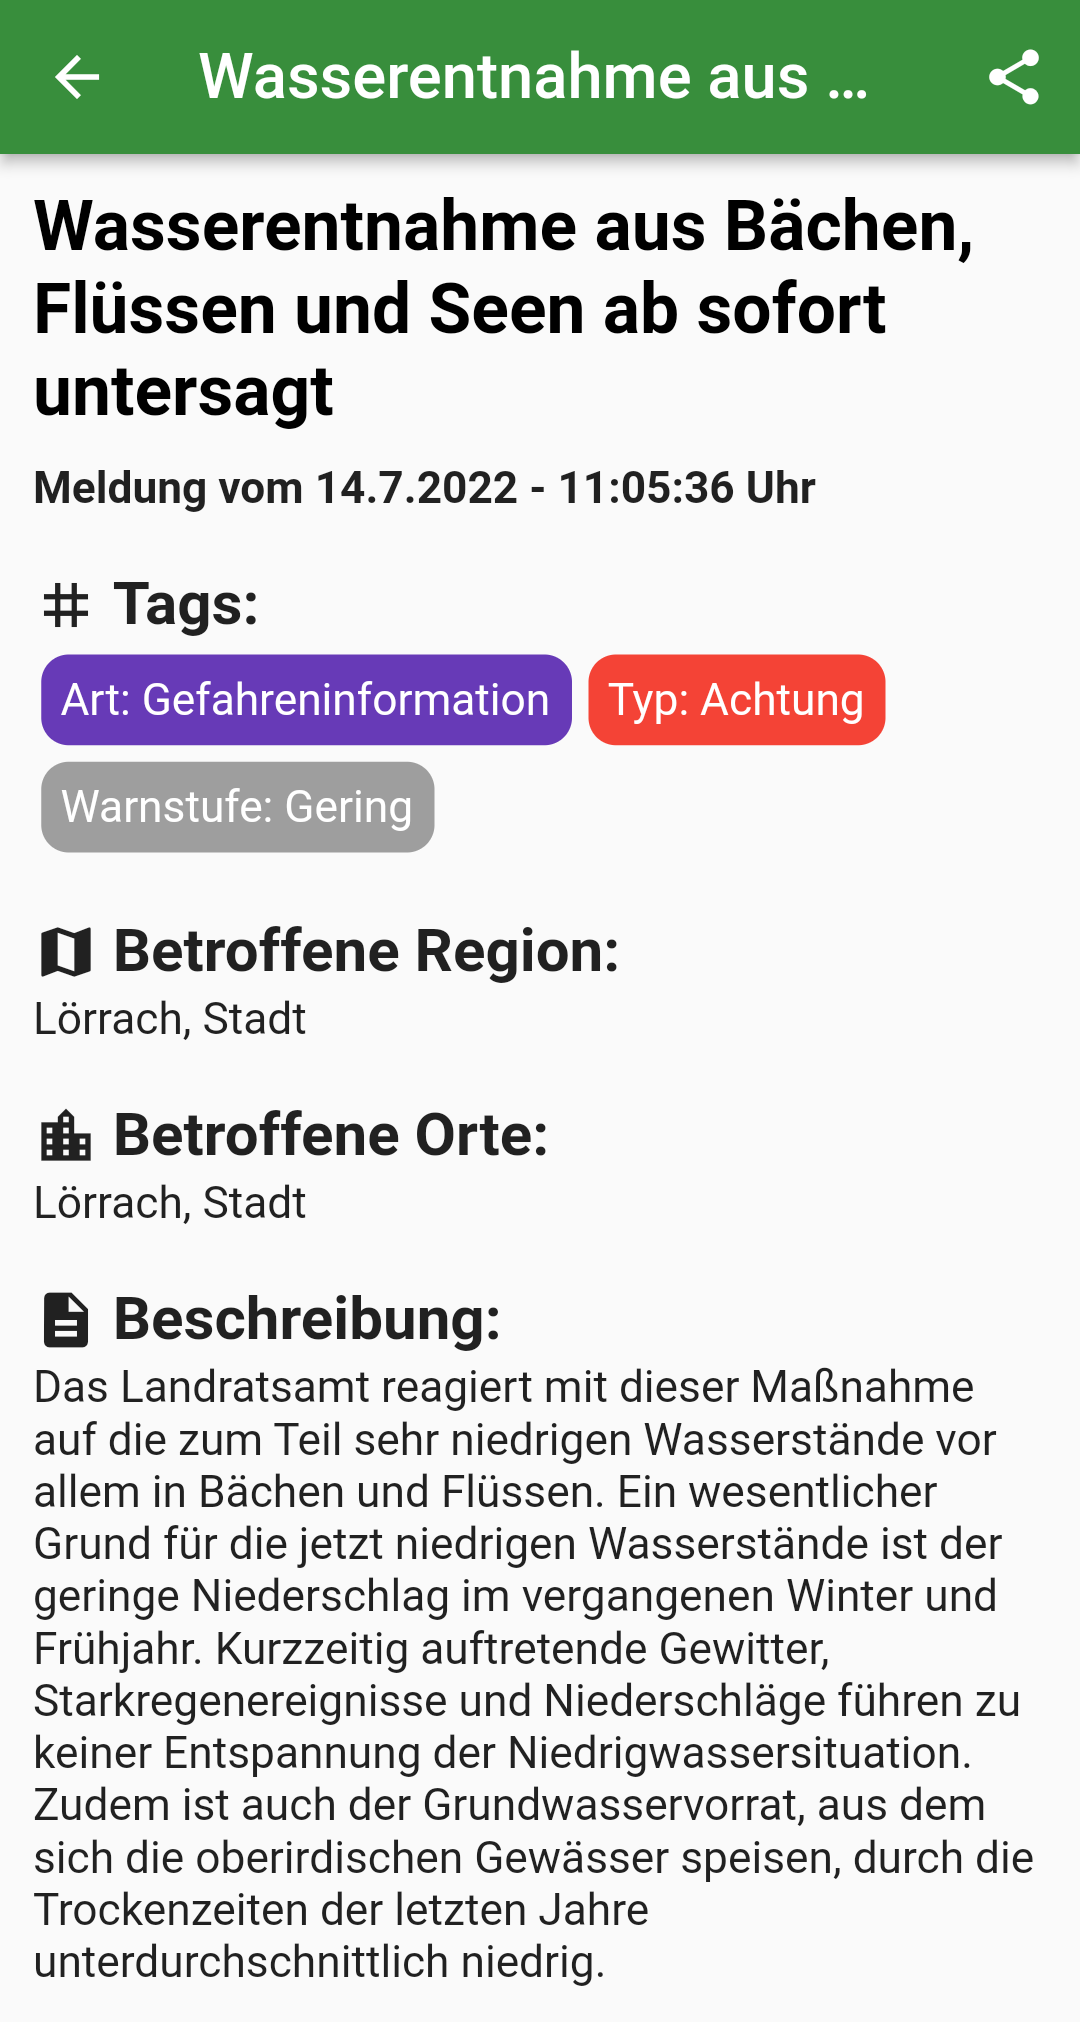 Wasserentnahme aus ...
Wasserentnahme aus Bächen,
Flüssen und Seen ab sofort
untersagt
Meldung vom 14.7.2022 - 11:05:36 Uhr
Tags:
Art: Gefahreninformation
Typ: Achtung
Warnstufe: Gering
Betroffene Region:
Lörrach, Stadt
Betroffene Orte:
Lörrach, Stadt
Beschreibung:
Das Landratsamt reagiert mit dieser Maßnahme
auf die zum Teil sehr niedrigen Wasserstände vor
allem in Bächen und Flüssen. Ein wesentlicher
Grund für die jetzt niedrigen Wasserstände ist der
geringe Niederschlag im vergangenen Winter und
Frühjahr. Kurzzeitig auftretende Gewitter,
Starkregenereignisse und Niederschläge führen zu
keiner Entspannung der Niedrigwassersituation.
Zudem ist auch der Grundwasservorrat, aus dem
sich die oberirdischen Gewässer speisen, durch die
Trockenzeiten der letzten Jahre
unterdurchschnittlich niedrig.